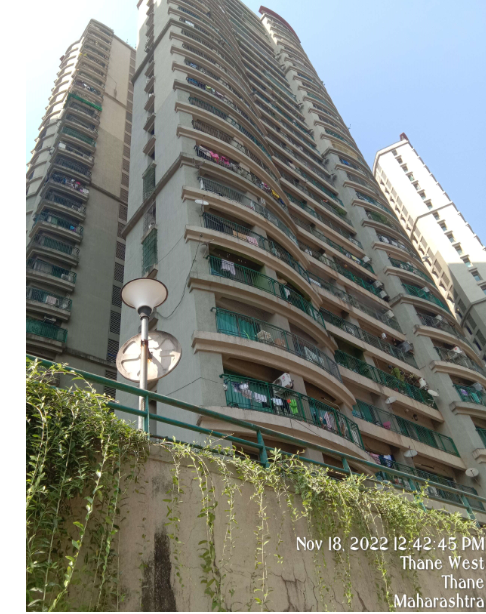 Nov 18, 2022 12:42:45 PM
Thane West
Thane
Maharashtra